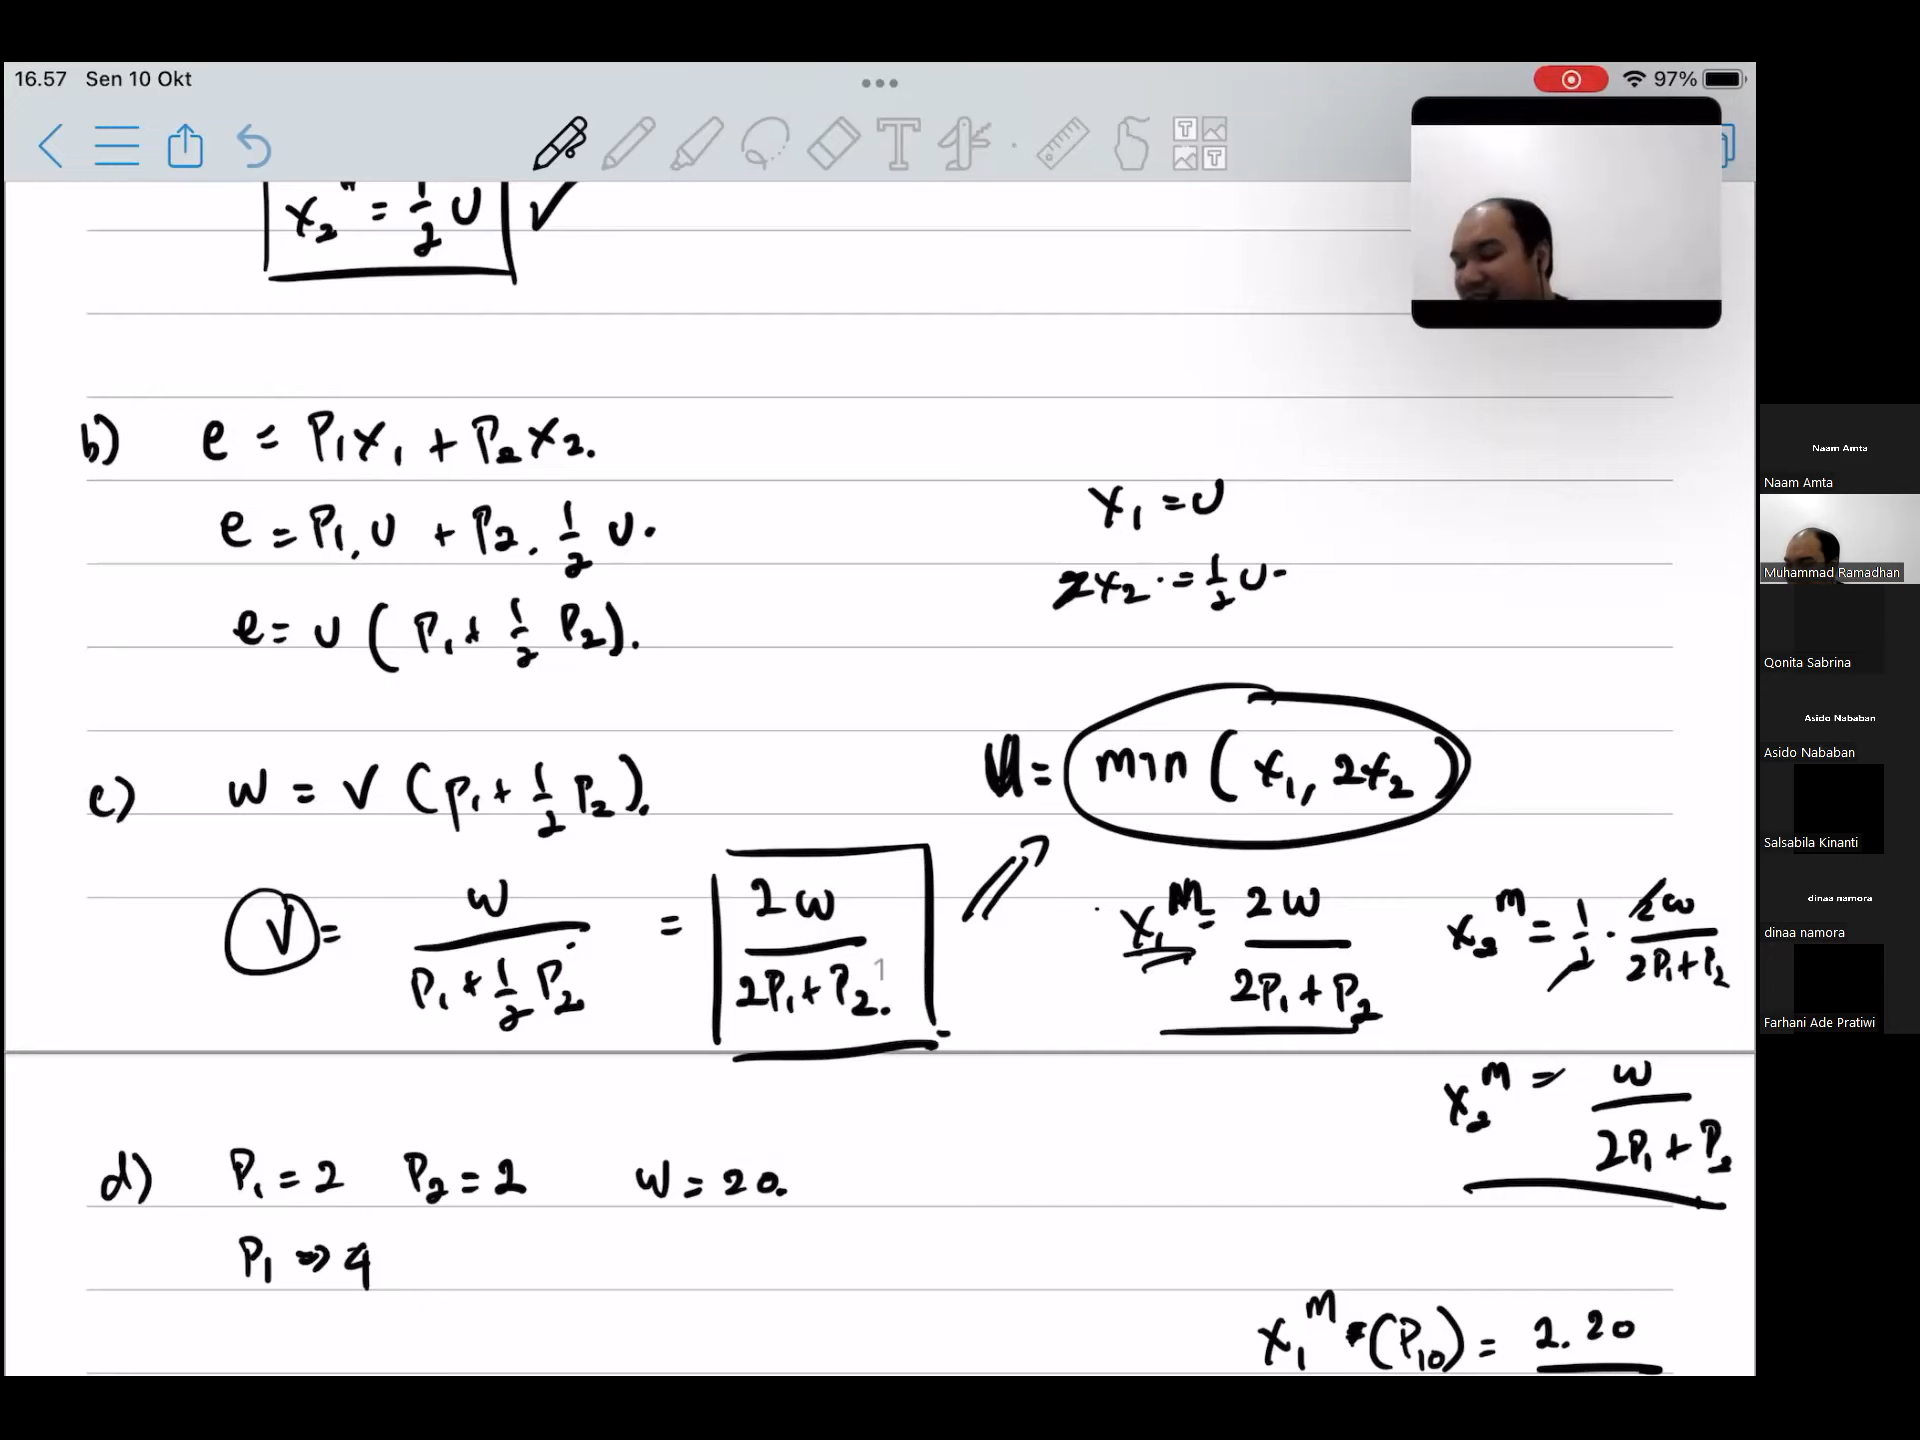 16.57 Sen 10 Okt
97%
x₂ʰ = 1/2 U ✓
b) e = P₁x₁ + P₂x₂.
e = P₁.U + P₂. 1/2 U.
e = U (P₁ + 1/2 P₂).
x₁ = U
2x₂ = 1/2 U
U = min (x₁, 2x₂)
c) w = V (P₁ + 1/2 P₂).
V = w / (P₁ + 1/2 P₂) = 2w / (2P₁ + P₂.)
1
x₁ᴹ = 2w / (2P₁ + P₂)
x₂ᵐ = 1/2 . 2w / (2P₁ + P₂)
x₂ᵐ = w / (2P₁ + P₂)
d) P₁ = 2 P₂ = 2 w = 20.
P₁ ⇒ 4
x₁ᴹ (P₁₀) = 2.20
Naam Amta
Naam Amta
Muhammad Ramadhan
Qonita Sabrina
Asido Nababan
Asido Nababan
Salsabila Kinanti
dinaa namora
dinaa namora
Farhani Ade Pratiwi